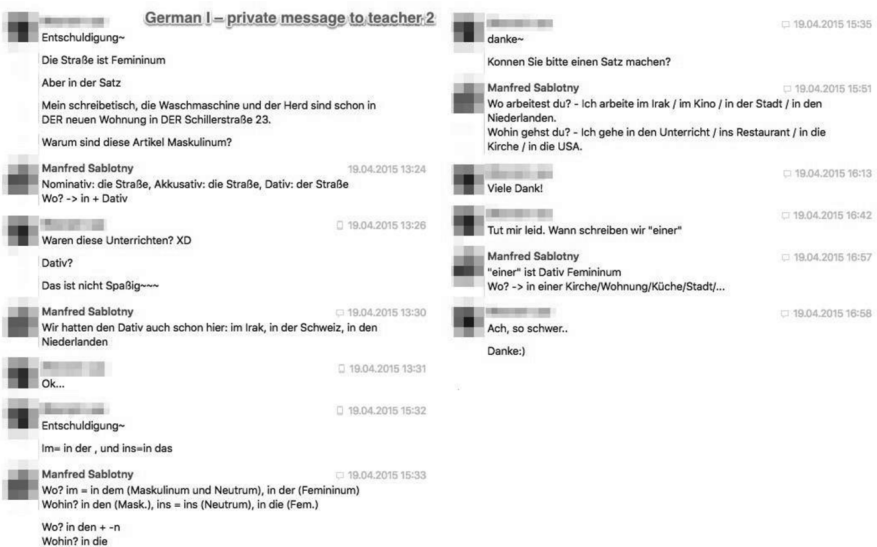 German I – private message to teacher 2
Entschuldigung~
Die Straße ist Femininum
Aber in der Satz
Mein schreibetisch, die Waschmaschine und der Herd sind schon in
DER neuen Wohnung in DER Schillerstraße 23.
Warum sind diese Artikel Maskulinum?
Manfred Sablotny 19.04.2015 13:24
Nominativ: die Straße, Akkusativ: die Straße, Dativ: der Straße
Wo? -> in + Dativ
19.04.2015 13:26
Waren diese Unterrichten? XD
Dativ?
Das ist nicht Spaßig~~~
Manfred Sablotny 19.04.2015 13:30
Wir hatten den Dativ auch schon hier: im Irak, in der Schweiz, in den
Niederlanden
19.04.2015 13:31
Ok...
19.04.2015 15:32
Entschuldigung~
Im= in der , und ins=in das
Manfred Sablotny 19.04.2015 15:33
Wo? im = in dem (Maskulinum und Neutrum), in der (Femininum)
Wohin? in den (Mask.), ins = ins (Neutrum), in die (Fem.)
Wo? in den + -n
Wohin? in die
19.04.2015 15:35
danke~
Konnen Sie bitte einen Satz machen?
Manfred Sablotny 19.04.2015 15:51
Wo arbeitest du? - Ich arbeite im Irak / im Kino / in der Stadt / in den
Niederlanden.
Wohin gehst du? - Ich gehe in den Unterricht / ins Restaurant / in die
Kirche / in die USA.
19.04.2015 16:13
Viele Dank!
19.04.2015 16:42
Tut mir leid. Wann schreiben wir "einer"
Manfred Sablotny 19.04.2015 16:57
"einer" ist Dativ Femininum
Wo? -> in einer Kirche/Wohnung/Küche/Stadt/...
19.04.2015 16:58
Ach, so schwer..
Danke:)